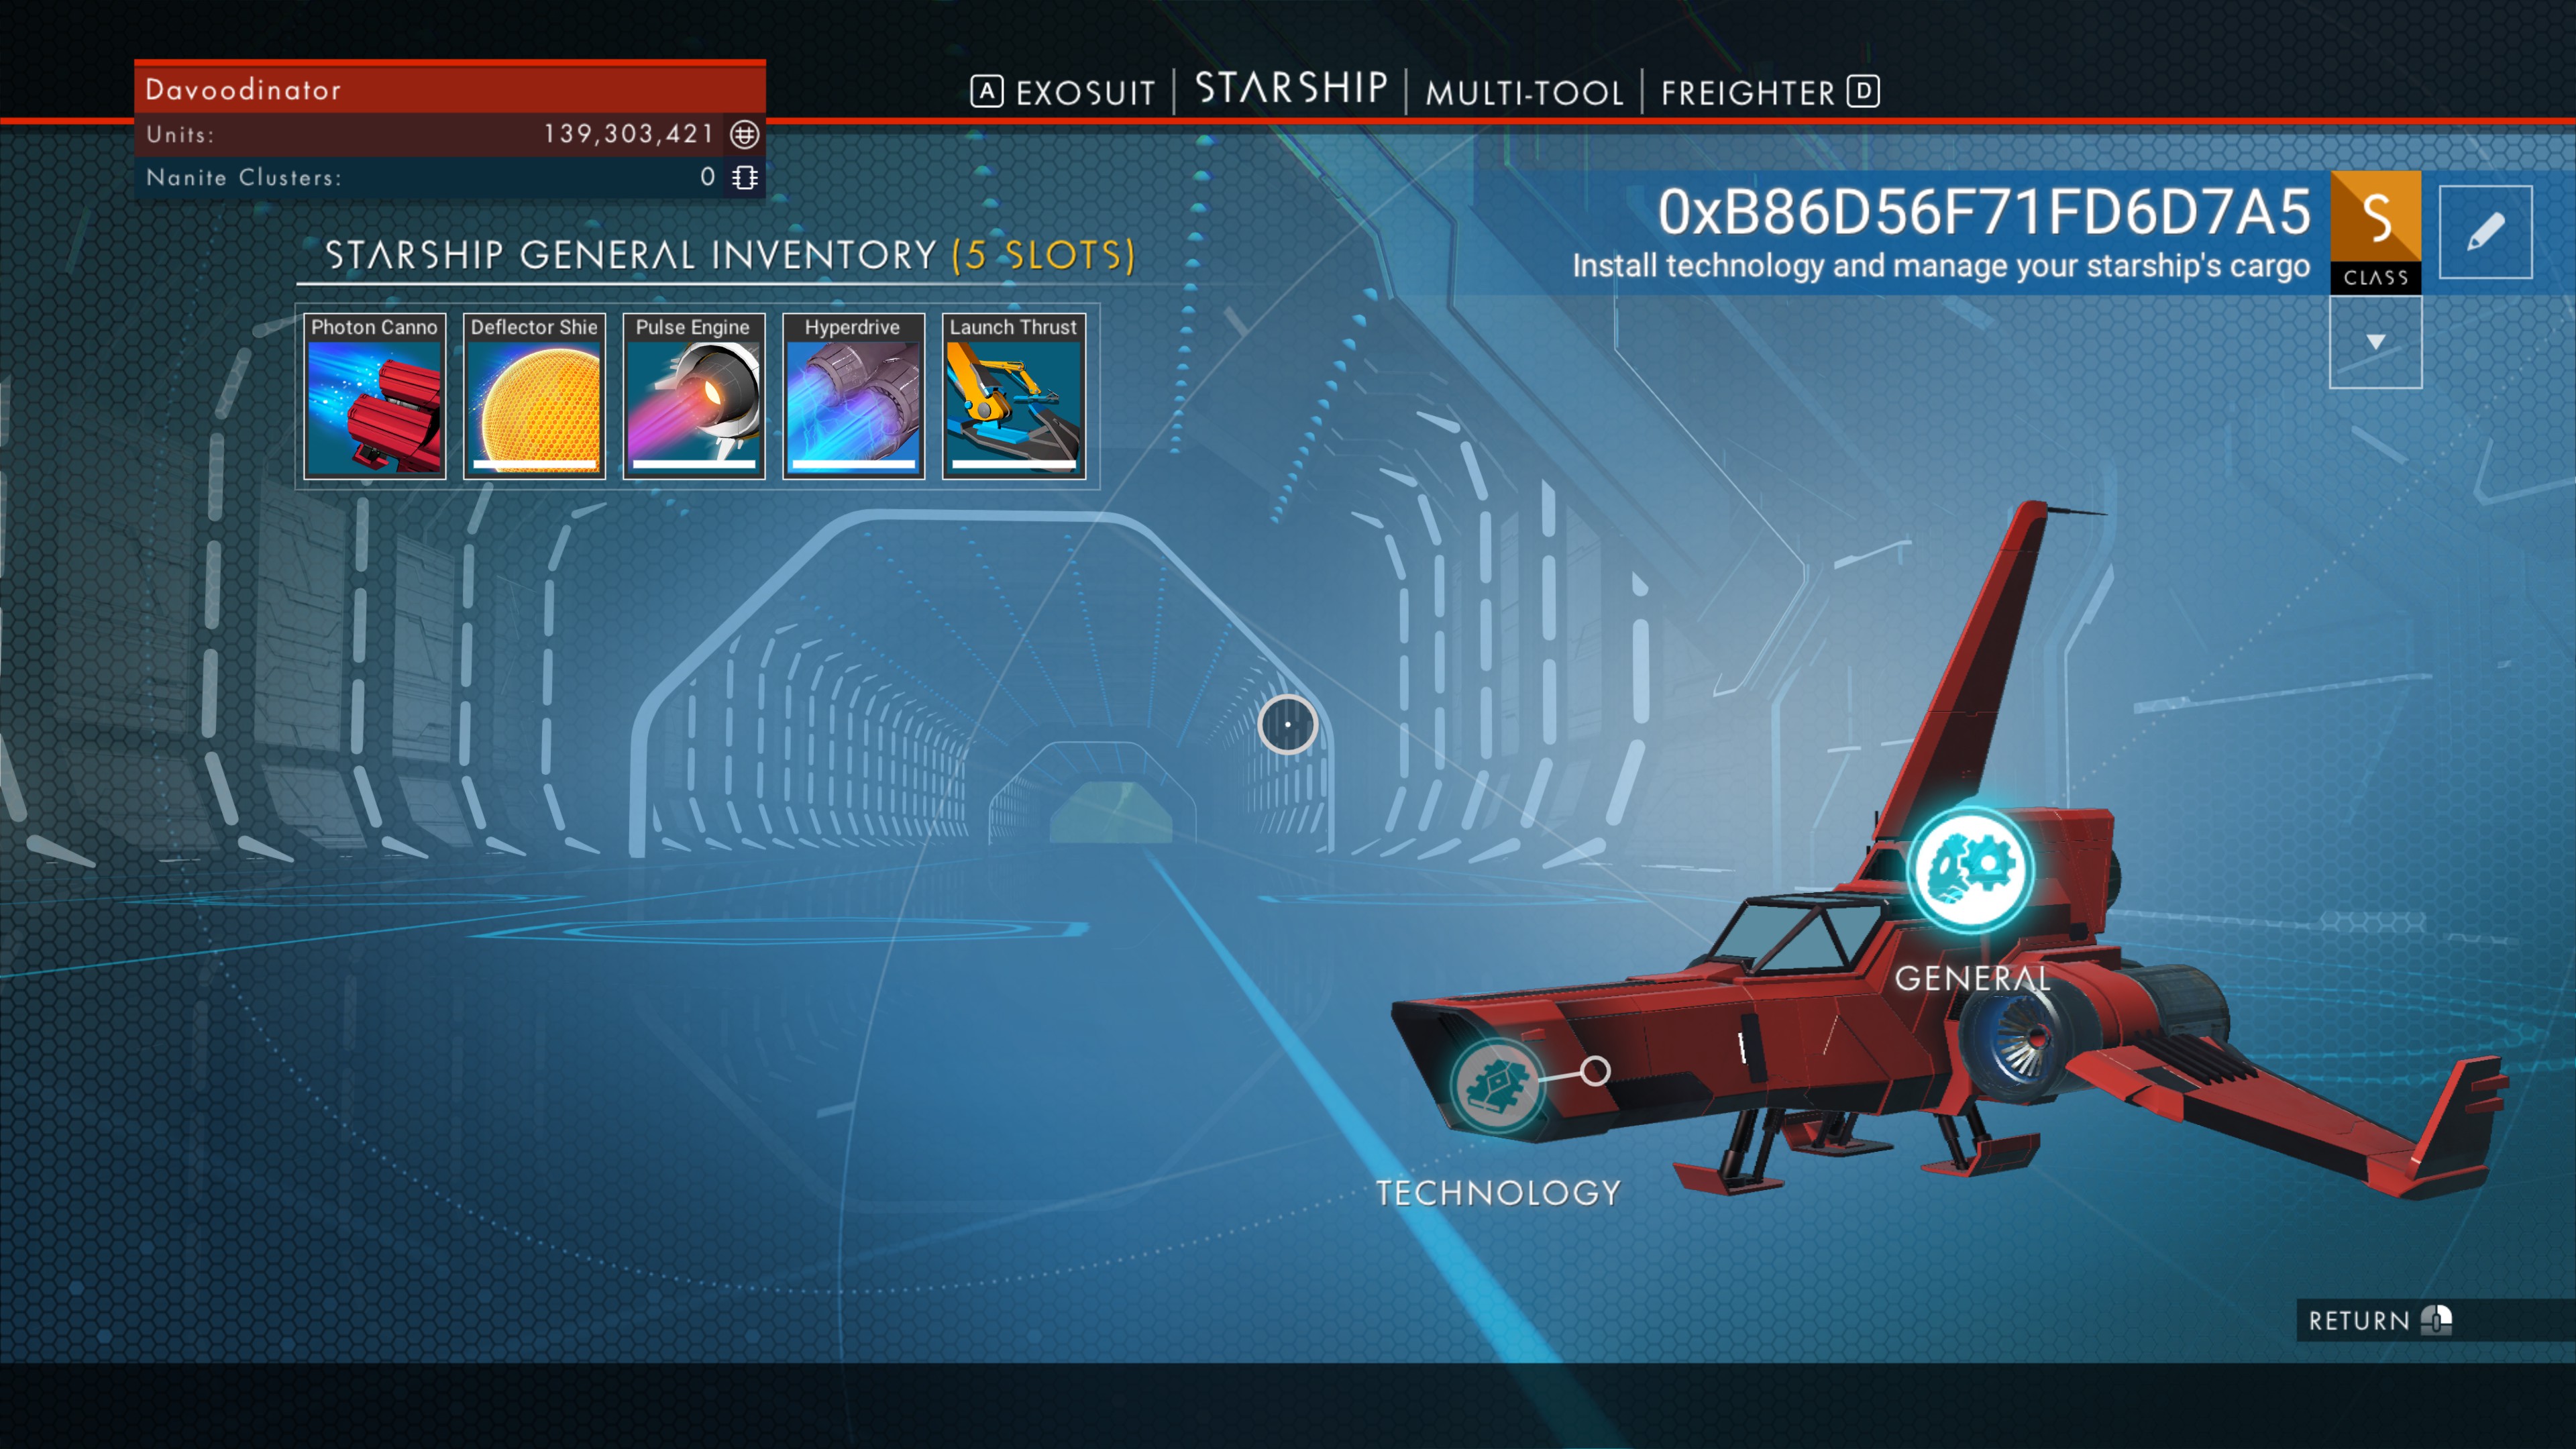 Davoodinator
Units: 139,303,421
Nanite Clusters: 0
A EXOSUIT STARSHIP MULTI-TOOL FREIGHTER D
0xB86D56F71FD6D7A5
Install technology and manage your starship's cargo
S
CLASS
STARSHIP GENERAL INVENTORY (5 SLOTS)
Photon Canno Deflector Shie Pulse Engine Hyperdrive Launch Thrust
GENERAL
TECHNOLOGY
RETURN